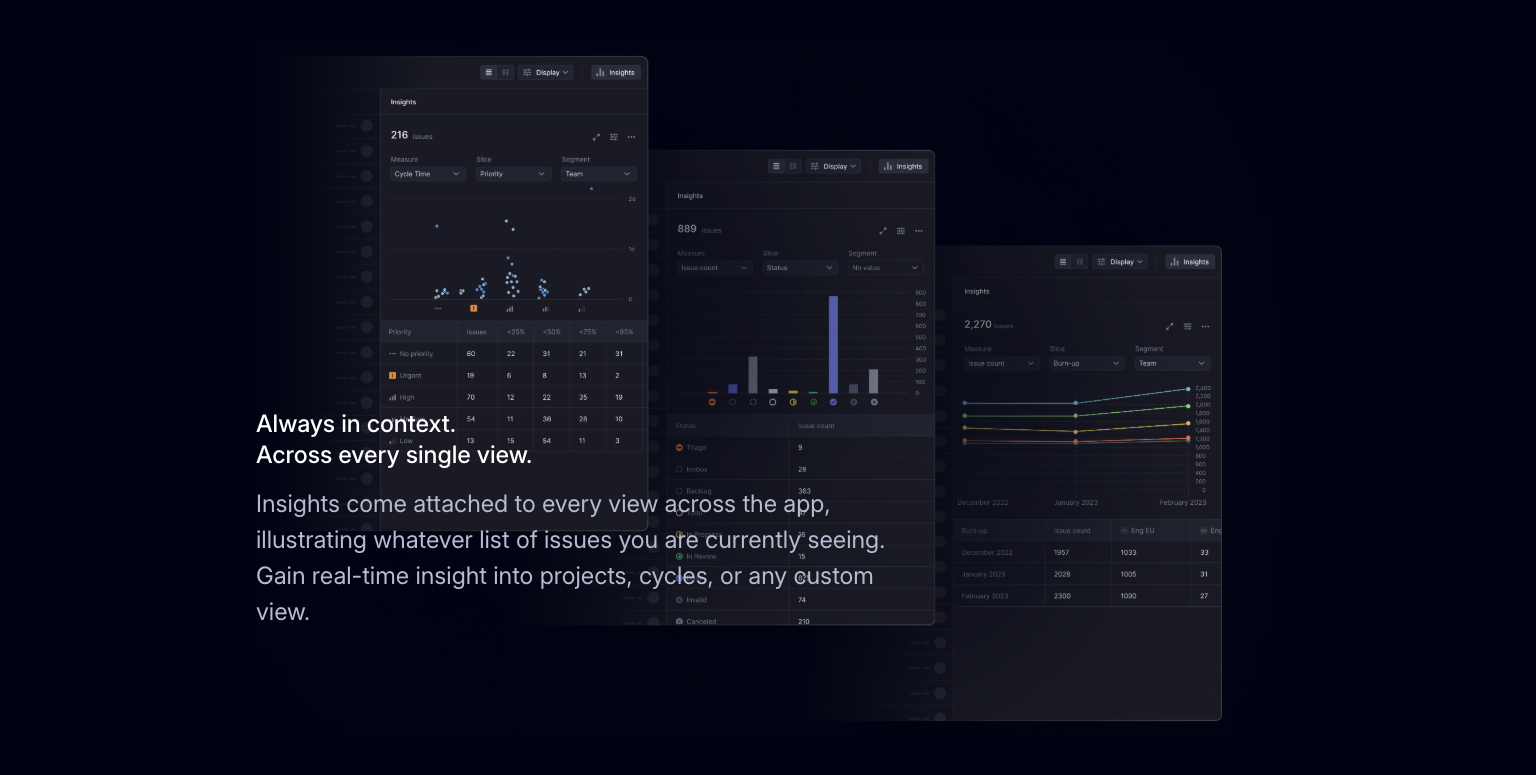 Display
Insights
Insights
216 Issues
Measure Slice Segment
Cycle Time Priority Team
2d
1d
0
Priority Issues <25% <50% <75% <95%
No priority 60 22 31 21 31
Urgent 19 6 8 13 2
High 70 12 22 35 19
54 11 36 28 10
Low 13 15 54 11 3
Always in context.
Across every single view.
Insights come attached to every view across the app,
illustrating whatever list of issues you are currently seeing.
Gain real-time insight into projects, cycles, or any custom
view.
Display
Insights
Insights
889 Issues
Measure Slice Segment
Issue count Status No value
900
800
700
600
500
400
300
200
100
0
Status Issue count
Triage 9
Icebox 28
Backlog 363
In Review 15
Invalid 74
Canceled 210
Display
Insights
Insights
2,270 Issues
Measure Slice Segment
Issue count Burn-up Team
2,400
2,200
2,000
1,800
1,600
1,400
1,200
1,000
800
600
400
200
0
December 2022 January 2023 February 2023
Burn-up Issue count Eng EU Eng
December 2022 1957 1033 33
January 2023 2028 1005 31
February 2023 2300 1090 27